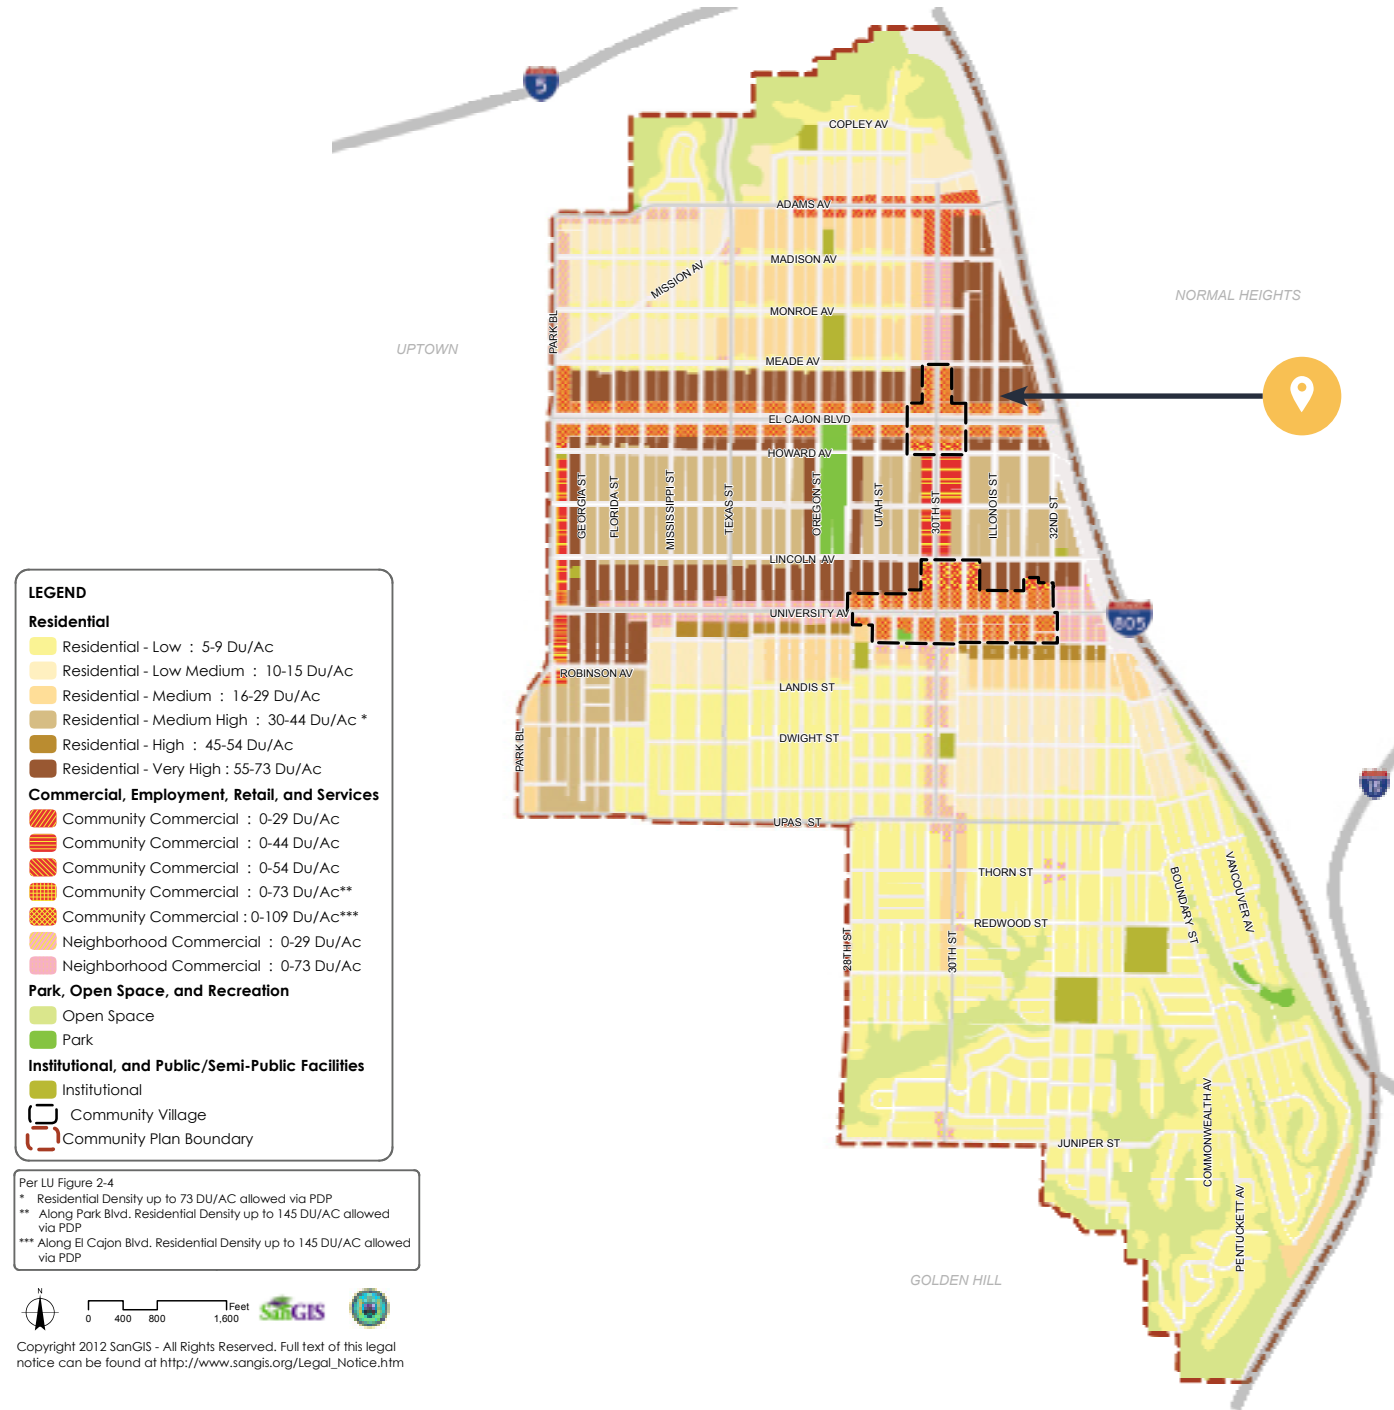 5
COPLEY AV
ADAMS AV
MADISON AV
MISSION AV
NORMAL HEIGHTS
MONROE AV
PARK BL
UPTOWN
MEADE AV
EL CAJON BLVD
HOWARD AV
GEORGIA ST
FLORIDA ST
MISSISSIPPI ST
TEXAS ST
OREGON ST
UTAH ST
30TH ST
ILLONOIS ST
32ND ST
LINCOLN AV
UNIVERSITY AV
805
ROBINSON AV
LANDIS ST
DWIGHT ST
PARK BL
15
UPAS ST
THORN ST
BOUNDARY ST
VANCOUVER AV
REDWOOD ST
28TH ST
30TH ST
COMMONWEALTH AV
JUNIPER ST
PENTUCKETT AV
GOLDEN HILL
LEGEND
Residential
Residential - Low : 5-9 Du/Ac
Residential - Low Medium : 10-15 Du/Ac
Residential - Medium : 16-29 Du/Ac
Residential - Medium High : 30-44 Du/Ac *
Residential - High : 45-54 Du/Ac
Residential - Very High : 55-73 Du/Ac
Commercial, Employment, Retail, and Services
Community Commercial : 0-29 Du/Ac
Community Commercial : 0-44 Du/Ac
Community Commercial : 0-54 Du/Ac
Community Commercial : 0-73 Du/Ac**
Community Commercial : 0-109 Du/Ac***
Neighborhood Commercial : 0-29 Du/Ac
Neighborhood Commercial : 0-73 Du/Ac
Park, Open Space, and Recreation
Open Space
Park
Institutional, and Public/Semi-Public Facilities
Institutional
Community Village
Community Plan Boundary
Per LU Figure 2-4
* Residential Density up to 73 DU/AC allowed via PDP
** Along Park Blvd. Residential Density up to 145 DU/AC allowed
via PDP
*** Along El Cajon Blvd. Residential Density up to 145 DU/AC allowed
via PDP
N
Feet
0 400 800 1,600
SanGIS
Copyright 2012 SanGIS - All Rights Reserved. Full text of this legal
notice can be found at http://www.sangis.org/Legal_Notice.htm